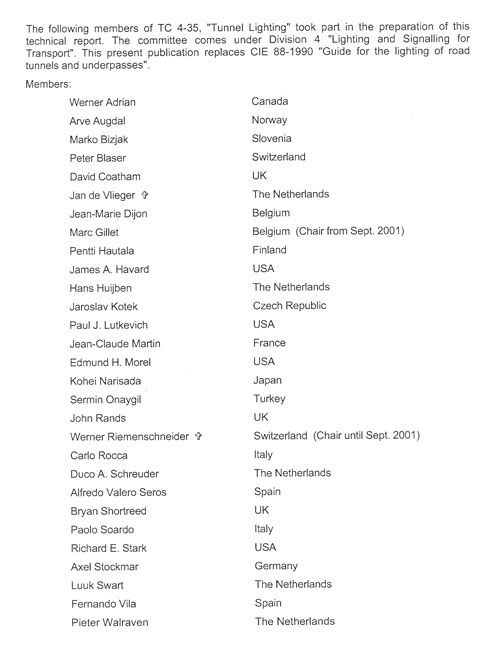 The following members of TC 4-35, "Tunnel Lighting" took part in the preparation of this
technical report. The committee comes under Division 4 "Lighting and Signalling for
Transport". This present publication replaces CIE 88-1990 "Guide for the lighting of road
tunnels and underpasses".
Members:
Werner Adrian Canada
Arve Augdal Norway
Marko Bizjak Slovenia
Peter Blaser Switzerland
David Coatham UK
Jan de Vlieger ✞ The Netherlands
Jean-Marie Dijon Belgium
Marc Gillet Belgium (Chair from Sept. 2001)
Pentti Hautala Finland
James A. Havard USA
Hans Huijben The Netherlands
Jaroslav Kotek Czech Republic
Paul J. Lutkevich USA
Jean-Claude Martin France
Edmund H. Morel USA
Kohei Narisada Japan
Sermin Onaygil Turkey
John Rands UK
Werner Riemenschneider ✞ Switzerland (Chair until Sept. 2001)
Carlo Rocca Italy
Duco A. Schreuder The Netherlands
Alfredo Valero Seros Spain
Bryan Shortreed UK
Paolo Soardo Italy
Richard E. Stark USA
Axel Stockmar Germany
Luuk Swart The Netherlands
Fernando Vila Spain
Pieter Walraven The Netherlands